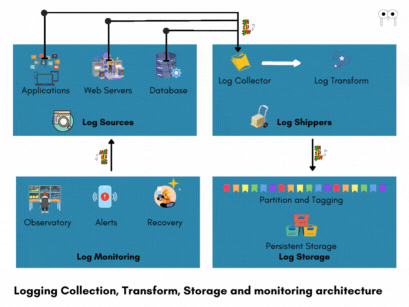 Applications
Web Servers
Database
Log Sources
Log Collector
Log Transform
Log Shippers
Observatory
Alerts
Recovery
Log Monitoring
Partition and Tagging
Persistent Storage
Log Storage
Logging Collection, Transform, Storage and monitoring architecture